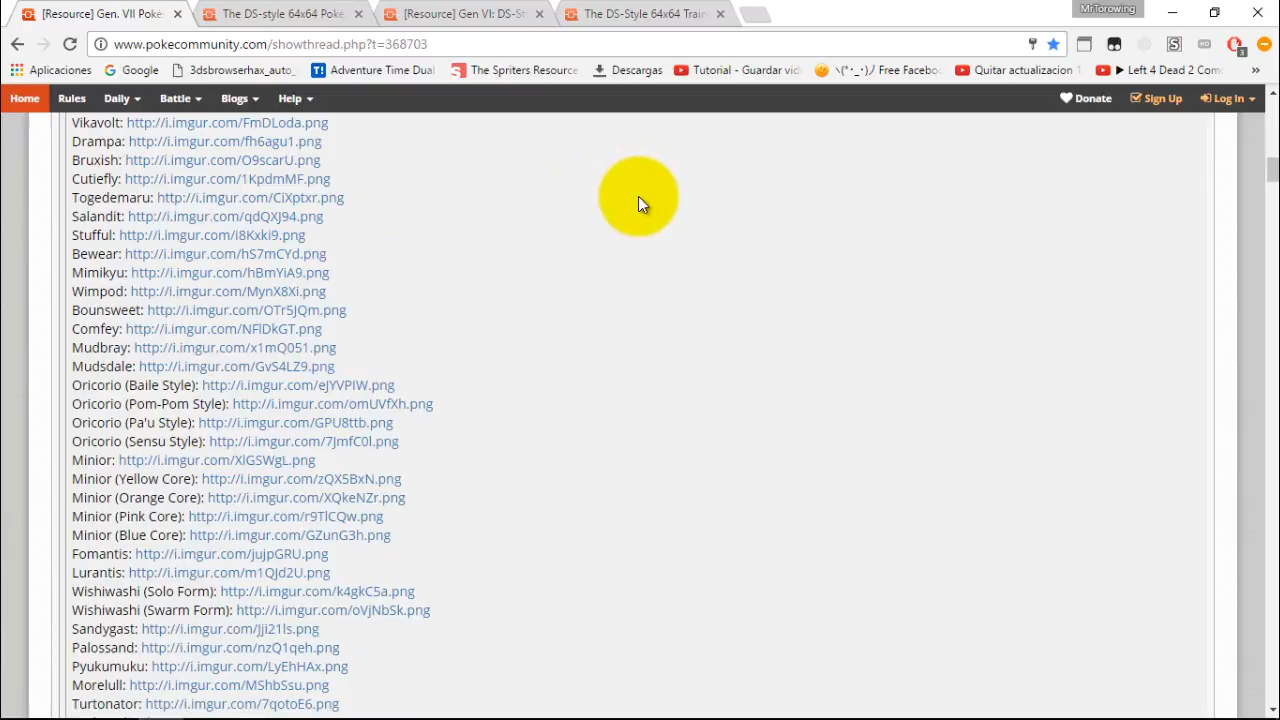 MrTorowing
[Resource] Gen. VII Poké
The DS-style 64x64 Poké
[Resource] Gen VI: DS-St
The DS-Style 64x64 Train
www.pokecommunity.com/showthread.php?t=368703
Aplicaciones Google 3dsbrowserhax_auto_ Adventure Time Dual The Spriters Resource Descargas Tutorial - Guardar vid \(*·_·)ノ Free Faceboo Quitar actualizacion 1 ▶ Left 4 Dead 2 Com »
Home Rules Daily Battle Blogs Help Donate Sign Up Log In
Vikavolt: http://i.imgur.com/FmDLoda.png
Drampa: http://i.imgur.com/fh6agu1.png
Bruxish: http://i.imgur.com/O9scarU.png
Cutiefly: http://i.imgur.com/1KpdmMF.png
Togedemaru: http://i.imgur.com/CiXptxr.png
Salandit: http://i.imgur.com/qdQXJ94.png
Stufful: http://i.imgur.com/i8Kxki9.png
Bewear: http://i.imgur.com/hS7mCYd.png
Mimikyu: http://i.imgur.com/hBmYiA9.png
Wimpod: http://i.imgur.com/MynX8Xi.png
Bounsweet: http://i.imgur.com/OTr5JQm.png
Comfey: http://i.imgur.com/NFlDkGT.png
Mudbray: http://i.imgur.com/x1mQ051.png
Mudsdale: http://i.imgur.com/GvS4LZ9.png
Oricorio (Baile Style): http://i.imgur.com/eJYVPIW.png
Oricorio (Pom-Pom Style): http://i.imgur.com/omUVfXh.png
Oricorio (Pa'u Style): http://i.imgur.com/GPU8ttb.png
Oricorio (Sensu Style): http://i.imgur.com/7JmfC0l.png
Minior: http://i.imgur.com/XlGSWgL.png
Minior (Yellow Core): http://i.imgur.com/zQX5BxN.png
Minior (Orange Core): http://i.imgur.com/XQkeNZr.png
Minior (Pink Core): http://i.imgur.com/r9TlCQw.png
Minior (Blue Core): http://i.imgur.com/GZunG3h.png
Fomantis: http://i.imgur.com/jujpGRU.png
Lurantis: http://i.imgur.com/m1QJd2U.png
Wishiwashi (Solo Form): http://i.imgur.com/k4gkC5a.png
Wishiwashi (Swarm Form): http://i.imgur.com/oVjNbSk.png
Sandygast: http://i.imgur.com/Jji21ls.png
Palossand: http://i.imgur.com/nzQ1qeh.png
Pyukumuku: http://i.imgur.com/LyEhHAx.png
Morelull: http://i.imgur.com/MShbSsu.png
Turtonator: http://i.imgur.com/7qotoE6.png